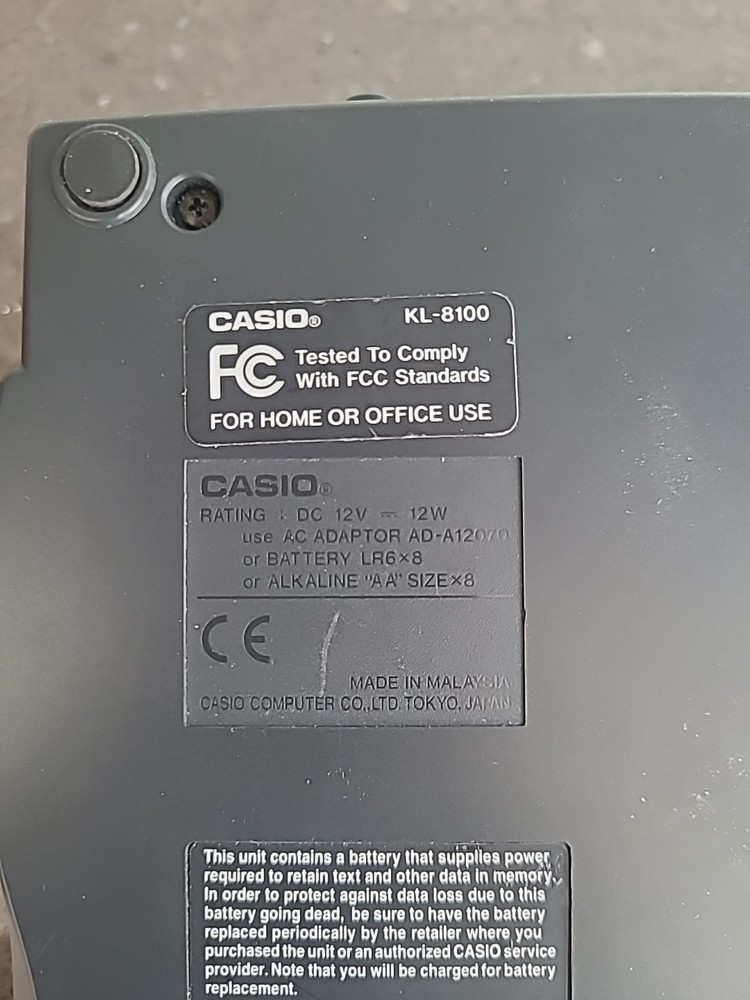 CASIO® KL-8100
FC Tested To Comply
With FCC Standards
FOR HOME OR OFFICE USE
CASIO®
RATING : DC 12V ⎓ 12W
use AC ADAPTOR
or BATTERY LR6×8
or ALKALINE "AA" SIZE×8
CE
MADE IN MALAYSIA
CASIO COMPUTER CO.,LTD. TOKYO, JAPAN
This unit contains a battery that supplies power
required to retain text and other data in memory.
In order to protect against data loss due to this
battery going dead, be sure to have the battery
replaced periodically by the retailer where you
purchased the unit or an authorized CASIO service
provider. Note that you will be charged for battery
replacement.